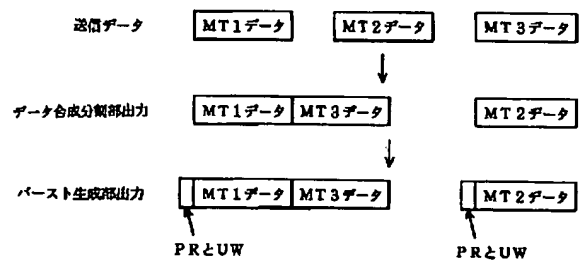 送信データ MT1データ MT2データ MT3データ
データ合成分割部出力 MT1データ MT3データ MT2データ
バースト生成部出力 MT1データ MT3データ MT2データ
PRとUW PRとUW